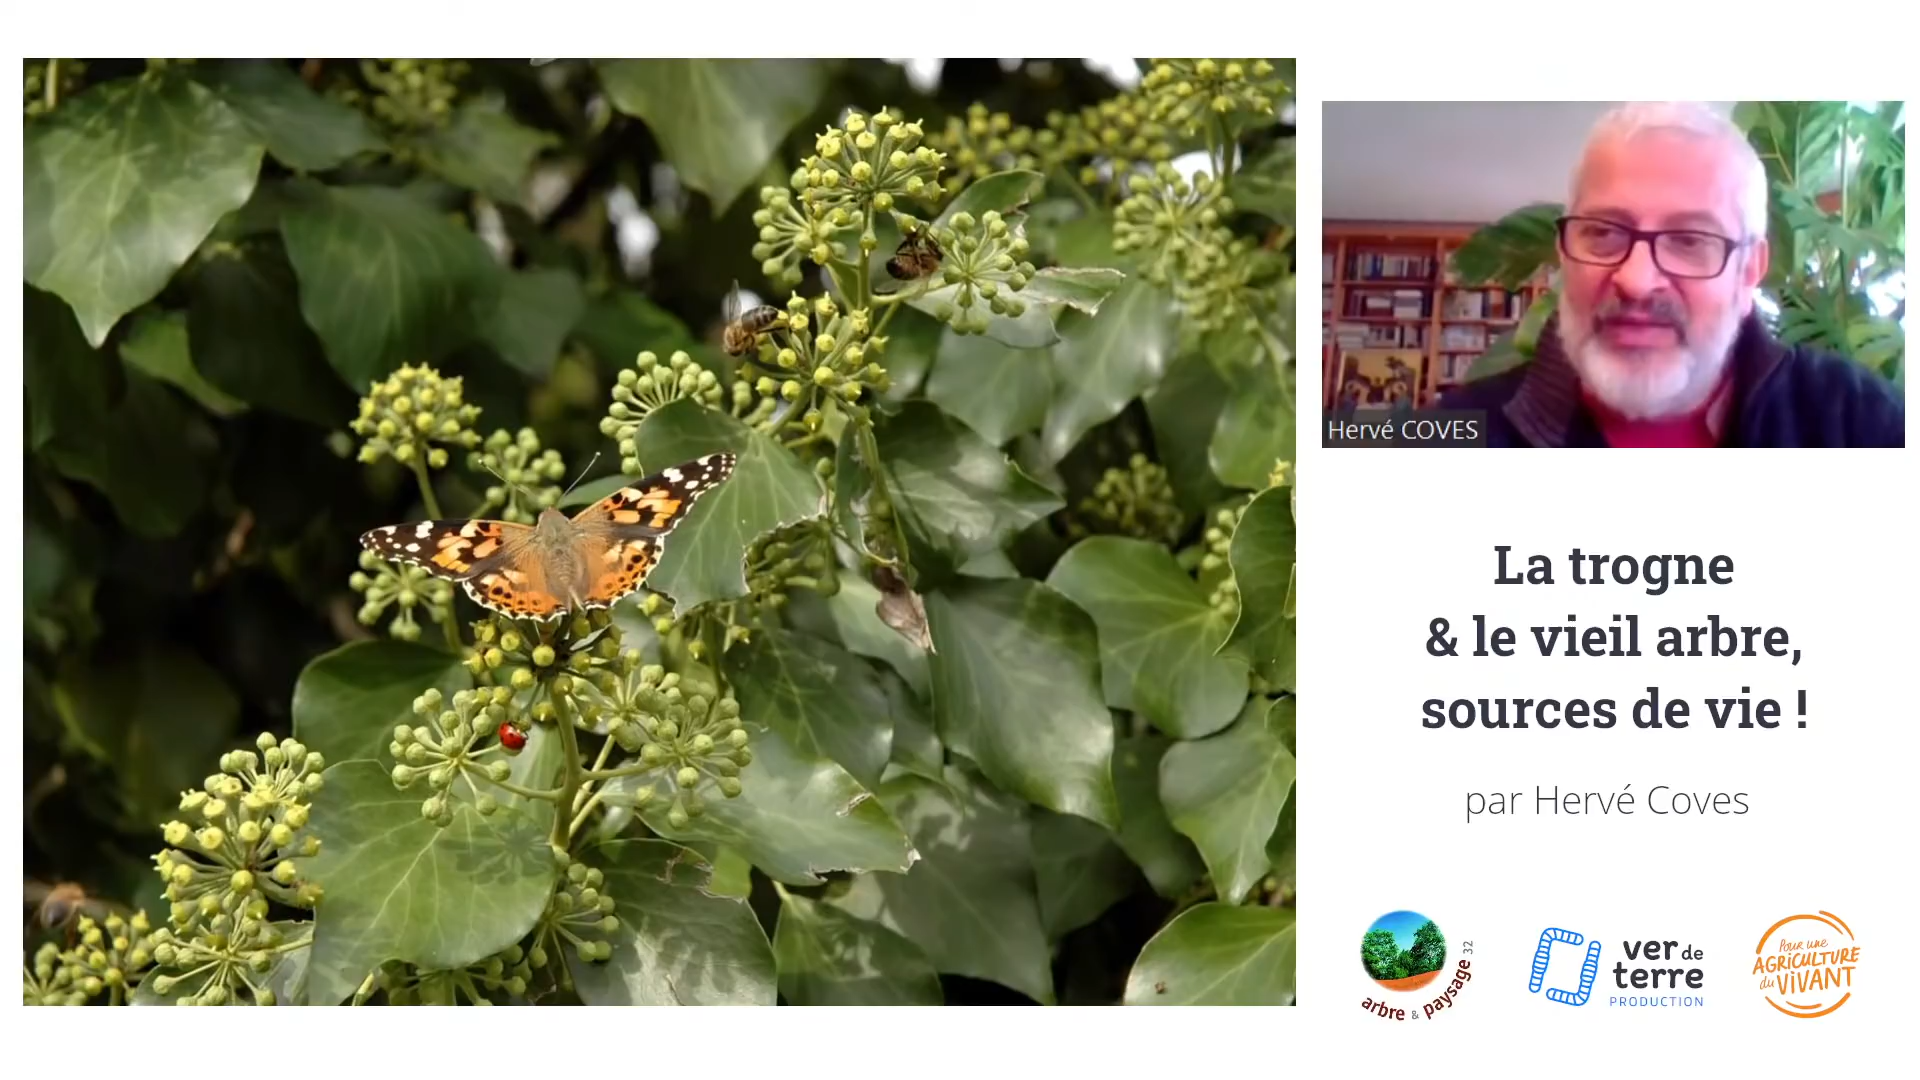 Hervé COVES
La trogne
& le vieil arbre,
sources de vie !
par Hervé Coves
arbre & paysage 32
ver de
terre
PRODUCTION
Pour une
AGRICULTURE
du VIVANT